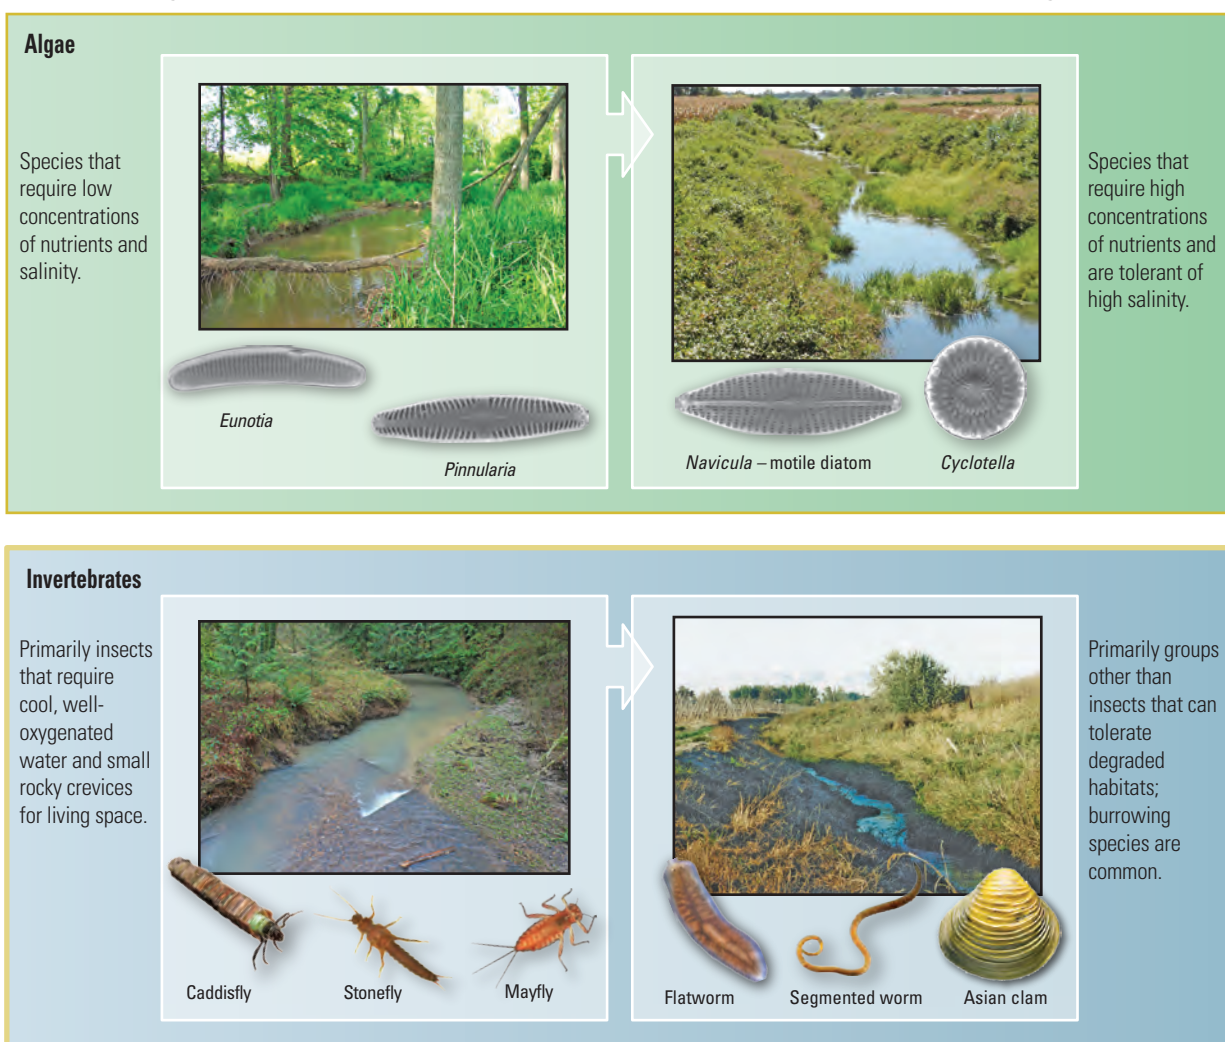 Algae
Species that
require low
concentrations
of nutrients and
salinity.
Eunotia
Pinnularia
Navicula – motile diatom
Cyclotella
Species that
require high
concentrations
of nutrients and
are tolerant of
high salinity.
Invertebrates
Primarily insects
that require
cool, well-
oxygenated
water and small
rocky crevices
for living space.
Caddisfly
Stonefly
Mayfly
Flatworm
Segmented worm
Asian clam
Primarily groups
other than
insects that can
tolerate
degraded
habitats;
burrowing
species are
common.